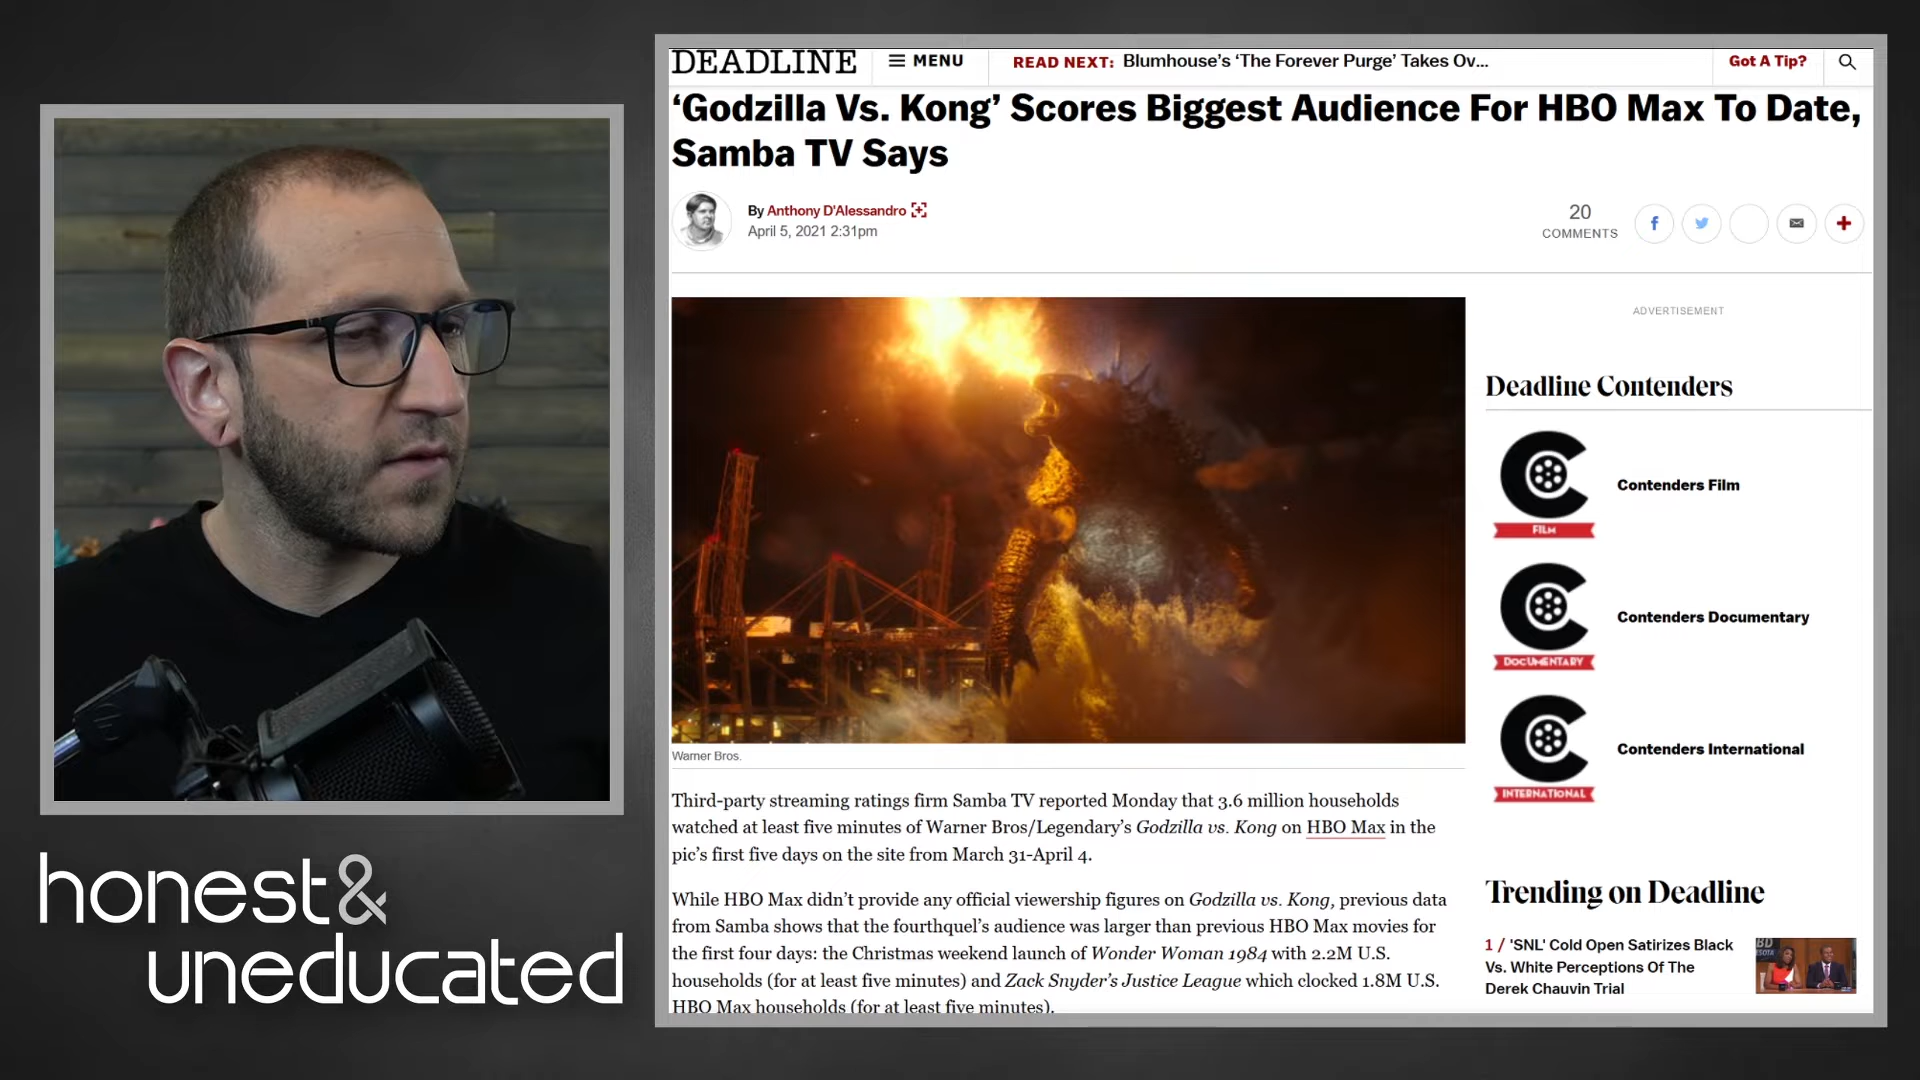 DEADLINE
MENU
READ NEXT: Blumhouse's 'The Forever Purge' Takes Ov...
Got A Tip?
‘Godzilla Vs. Kong’ Scores Biggest Audience For HBO Max To Date,
Samba TV Says
By Anthony D'Alessandro
April 5, 2021 2:31pm
20
COMMENTS
ADVERTISEMENT
Deadline Contenders
FILM
Contenders Film
DOCUMENTARY
Contenders Documentary
INTERNATIONAL
Contenders International
Warner Bros.
Third-party streaming ratings firm Samba TV reported Monday that 3.6 million households
watched at least five minutes of Warner Bros/Legendary’s Godzilla vs. Kong on HBO Max in the
pic’s first five days on the site from March 31-April 4.
While HBO Max didn’t provide any official viewership figures on Godzilla vs. Kong, previous data
from Samba shows that the fourthquel’s audience was larger than previous HBO Max movies for
the first four days: the Christmas weekend launch of Wonder Woman 1984 with 2.2M U.S.
households (for at least five minutes) and Zack Snyder’s Justice League which clocked 1.8M U.S.
HBO Max households (for at least five minutes).
Trending on Deadline
1 / 'SNL' Cold Open Satirizes Black
Vs. White Perceptions Of The
Derek Chauvin Trial
honest&
uneducated